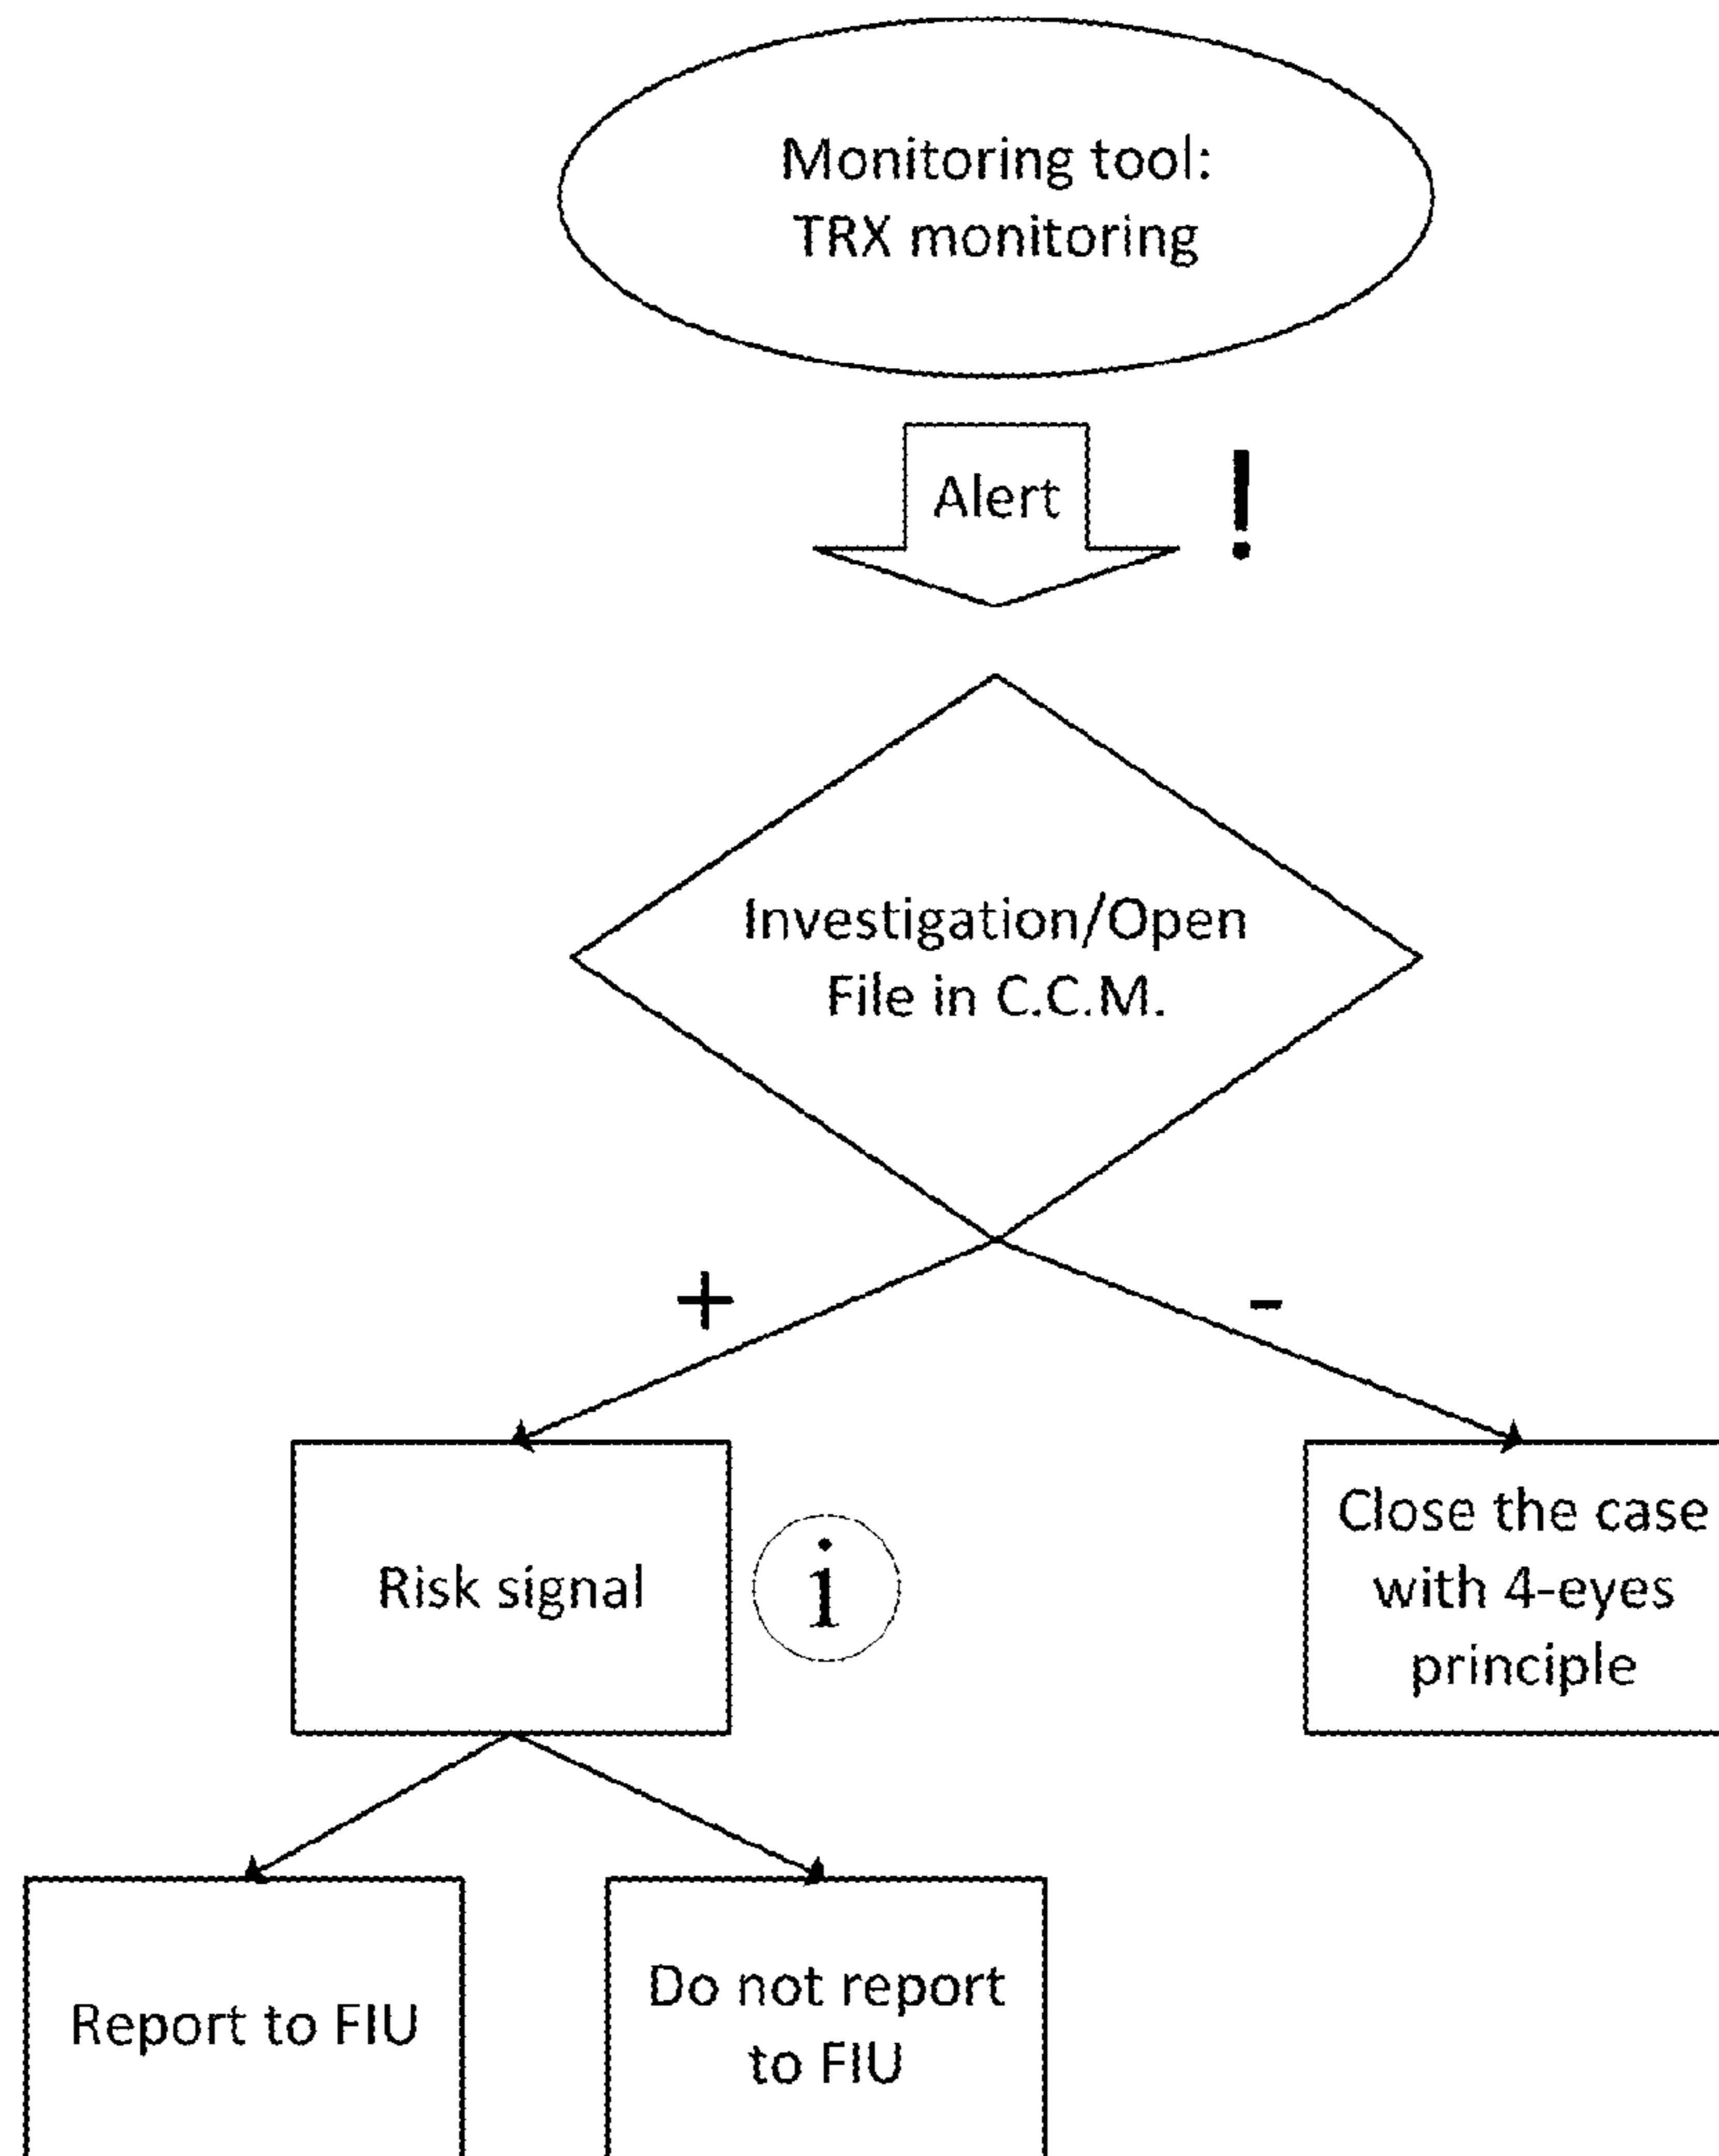 Monitoring tool:
TRX monitoring
Alert
!
Investigation/Open
File in C.C.M.
+
-
Risk signal
i
Close the case
with 4-eyes
principle
Report to FIU
Do not report
to FIU